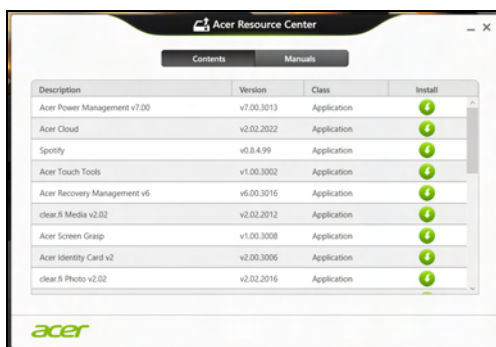 Acer Resource Center
Contents Manuals
Description Version Class Install
Acer Power Management v7.00 v7.00.3013 Application
Acer Cloud v2.02.2022 Application
Spotify v0.8.4.99 Application
Acer Touch Tools v1.00.3002 Application
Acer Recovery Management v6 v6.00.3016 Application
clear.fi Media v2.02 v2.02.2012 Application
Acer Screen Grasp v1.00.3008 Application
Acer Identity Card v2 v2.00.3006 Application
clear.fi Photo v2.02 v2.02.2016 Application
acer